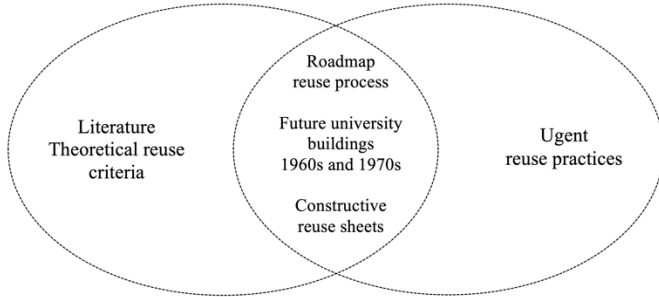 Literature
Theoretical reuse
criteria
Roadmap
reuse process
Future university
buildings
1960s and 1970s
Constructive
reuse sheets
Ugent
reuse practices